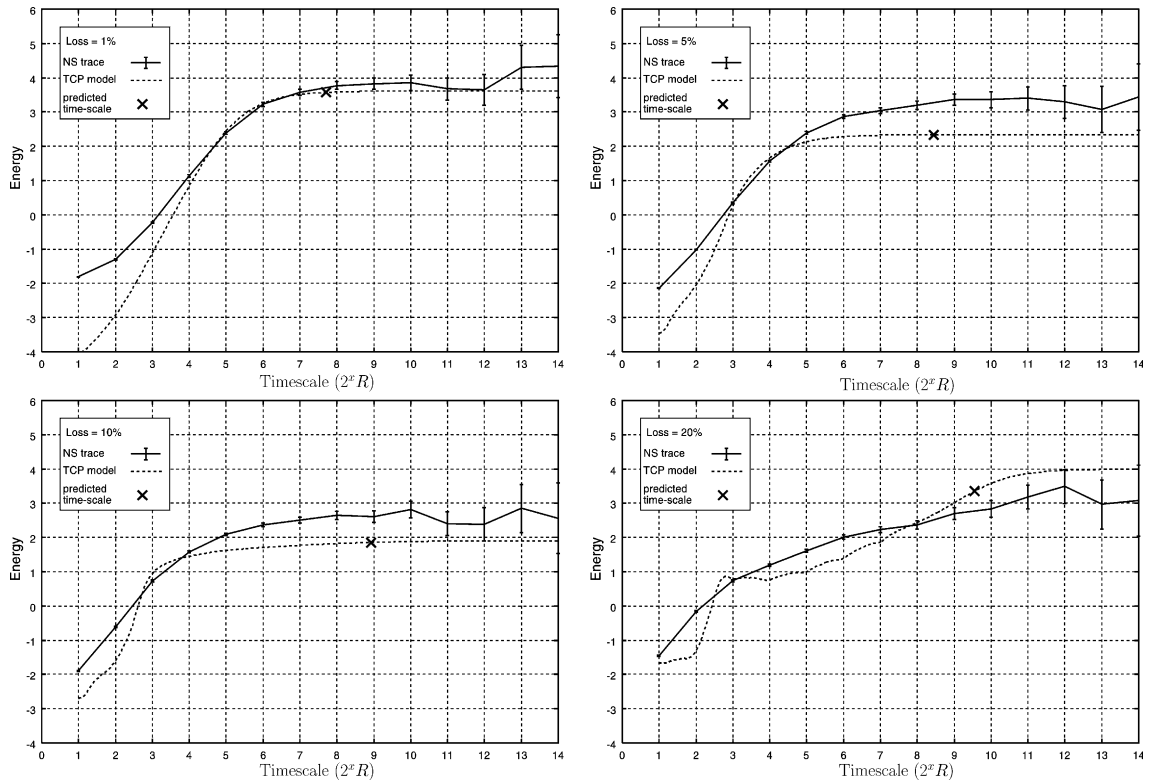 Loss = 1%
NS trace
TCP model
predicted
time-scale
6
5
4
3
2
1
0
-1
-2
-3
-4
Energy
0 1 2 3 4 5 6 7 8 9 10 11 12 13 14
Timescale (2^x R)
Loss = 5%
NS trace
TCP model
predicted
time-scale
6
5
4
3
2
1
0
-1
-2
-3
-4
Energy
0 1 2 3 4 5 6 7 8 9 10 11 12 13 14
Timescale (2^x R)
Loss = 10%
NS trace
TCP model
predicted
time-scale
6
5
4
3
2
1
0
-1
-2
-3
-4
Energy
0 1 2 3 4 5 6 7 8 9 10 11 12 13 14
Timescale (2^x R)
Loss = 20%
NS trace
TCP model
predicted
time-scale
6
5
4
3
2
1
0
-1
-2
-3
-4
Energy
0 1 2 3 4 5 6 7 8 9 10 11 12 13 14
Timescale (2^x R)